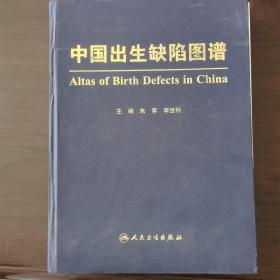 中国出生缺陷图谱
Altas of Birth Defects in China
主 编 朱 军 李胜利
人民卫生出版社